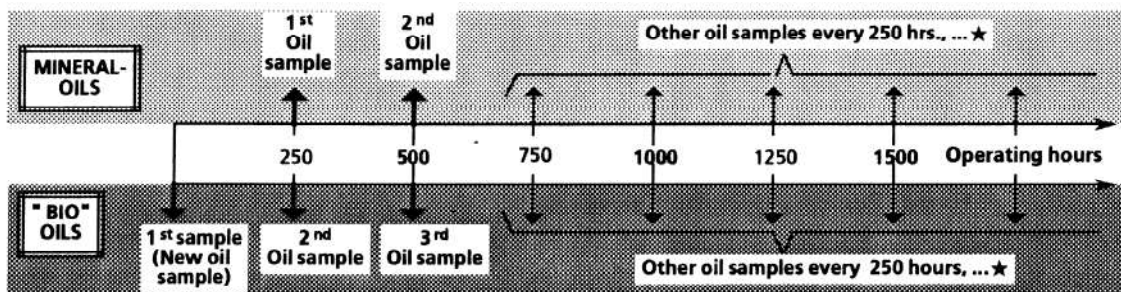 1st
Oil
sample
2nd
Oil
sample
Other oil samples every 250 hrs., ... ★
MINERAL-
OILS
250 500 750 1000 1250 1500 Operating hours
" BIO"
OILS
1st sample
(New oil
sample)
2nd
Oil sample
3rd
Oil sample
Other oil samples every 250 hours, ... ★